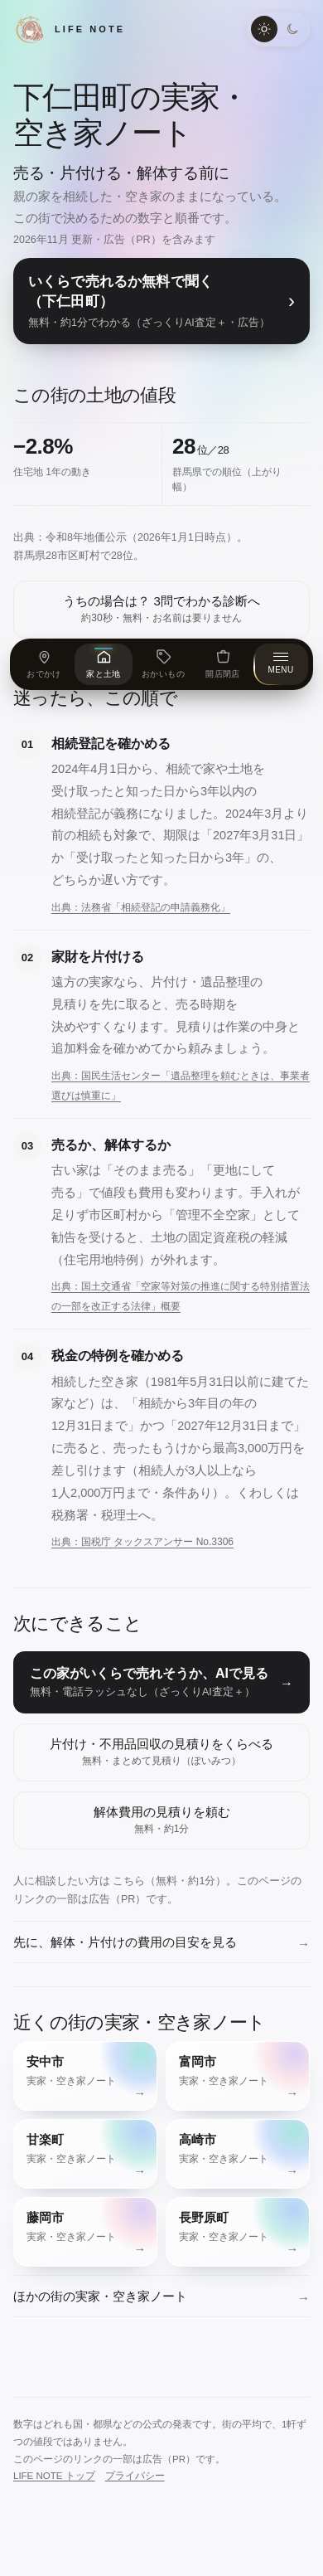 LIFE NOTE
下仁田町の実家・
空き家ノート
売る・片付ける・解体する前に
親の家を相続した・空き家のままになっている。
この街で決めるための数字と順番です。
2026年11月 更新・広告（PR）を含みます
いくらで売れるか無料で聞く
（下仁田町）
無料・約1分でわかる（ざっくりAI査定＋・広告）
›
この街の土地の値段
−2.8%
住宅地 1年の動き
28位／28
群馬県での順位（上がり
幅）
出典：令和8年地価公示（2026年1月1日時点）。
群馬県28市区町村で28位。
うちの場合は？ 3問でわかる診断へ
約30秒・無料・お名前は要りません
おでかけ
家と土地
おかいもの
開店閉店
MENU
迷ったら、この順で
01
相続登記を確かめる
2024年4月1日から、相続で家や土地を
受け取ったと知った日から3年以内の
相続登記が義務になりました。2024年3月より
前の相続も対象で、期限は「2027年3月31日」
か「受け取ったと知った日から3年」の、
どちらか遅い方です。
出典：法務省「相続登記の申請義務化」
02
家財を片付ける
遠方の実家なら、片付け・遺品整理の
見積りを先に取ると、売る時期を
決めやすくなります。見積りは作業の中身と
追加料金を確かめてから頼みましょう。
出典：国民生活センター「遺品整理を頼むときは、事業者
選びは慎重に」
03
売るか、解体するか
古い家は「そのまま売る」「更地にして
売る」で値段も費用も変わります。手入れが
足りず市区町村から「管理不全空家」として
勧告を受けると、土地の固定資産税の軽減
（住宅用地特例）が外れます。
出典：国土交通省「空家等対策の推進に関する特別措置法
の一部を改正する法律」概要
04
税金の特例を確かめる
相続した空き家（1981年5月31日以前に建てた
家など）は、「相続から3年目の年の
12月31日まで」かつ「2027年12月31日まで」
に売ると、売ったもうけから最高3,000万円を
差し引けます（相続人が3人以上なら
1人2,000万円まで・条件あり）。くわしくは
税務署・税理士へ。
出典：国税庁 タックスアンサー No.3306
次にできること
この家がいくらで売れそうか、AIで見る
無料・電話ラッシュなし（ざっくりAI査定＋）
→
片付け・不用品回収の見積りをくらべる
無料・まとめて見積り（ぽいみつ）
解体費用の見積りを頼む
無料・約1分
人に相談したい方は こちら（無料・約1分）。このページの
リンクの一部は広告（PR）です。
先に、解体・片付けの費用の目安を見る →
近くの街の実家・空き家ノート
安中市
実家・空き家ノート
→
富岡市
実家・空き家ノート
→
甘楽町
実家・空き家ノート
→
高崎市
実家・空き家ノート
→
藤岡市
実家・空き家ノート
→
長野原町
実家・空き家ノート
→
ほかの街の実家・空き家ノート →
数字はどれも国・都県などの公式の発表です。街の平均で、1軒ず
つの値段ではありません。
このページのリンクの一部は広告（PR）です。
LIFE NOTE トップ プライバシー